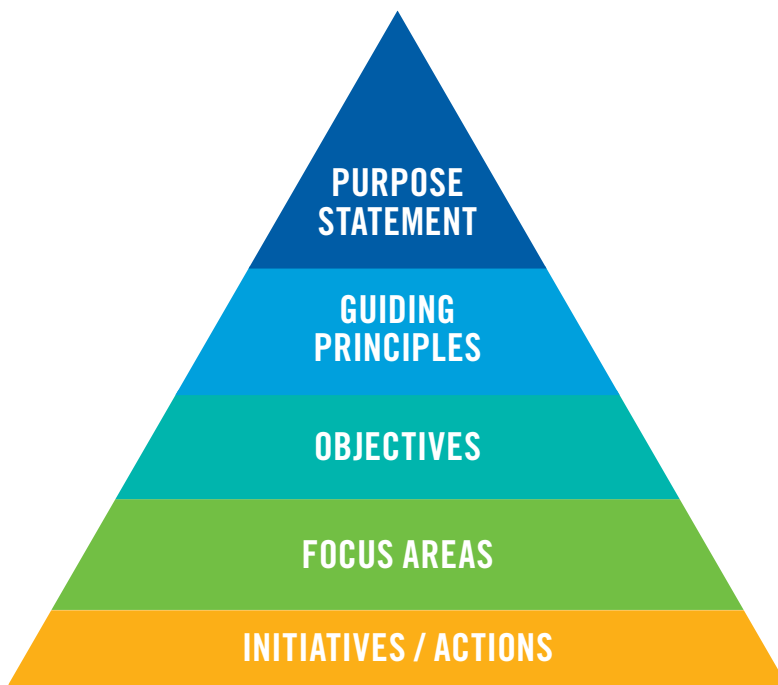 PURPOSE
STATEMENT
GUIDING
PRINCIPLES
OBJECTIVES
FOCUS AREAS
INITIATIVES / ACTIONS